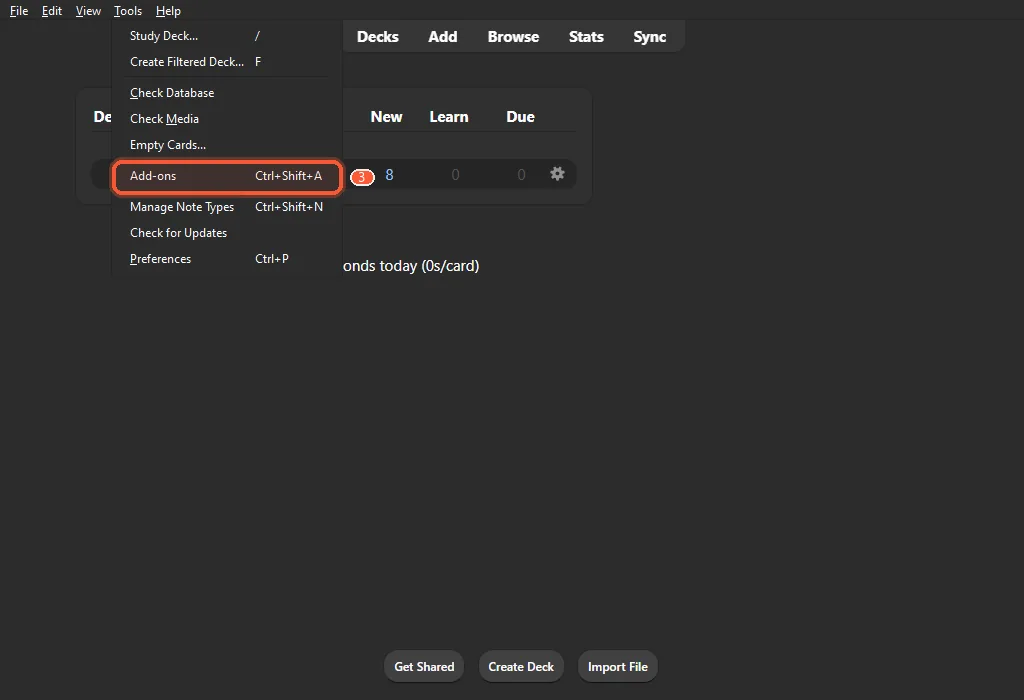 File Edit View Tools Help
Decks Add Browse Stats Sync
Study Deck... /
Create Filtered Deck... F
Check Database
Check Media
Empty Cards...
Add-ons Ctrl+Shift+A
Manage Note Types Ctrl+Shift+N
Check for Updates
Preferences Ctrl+P
De New Learn Due
3 8 0 0
onds today (0s/card)
Get Shared Create Deck Import File